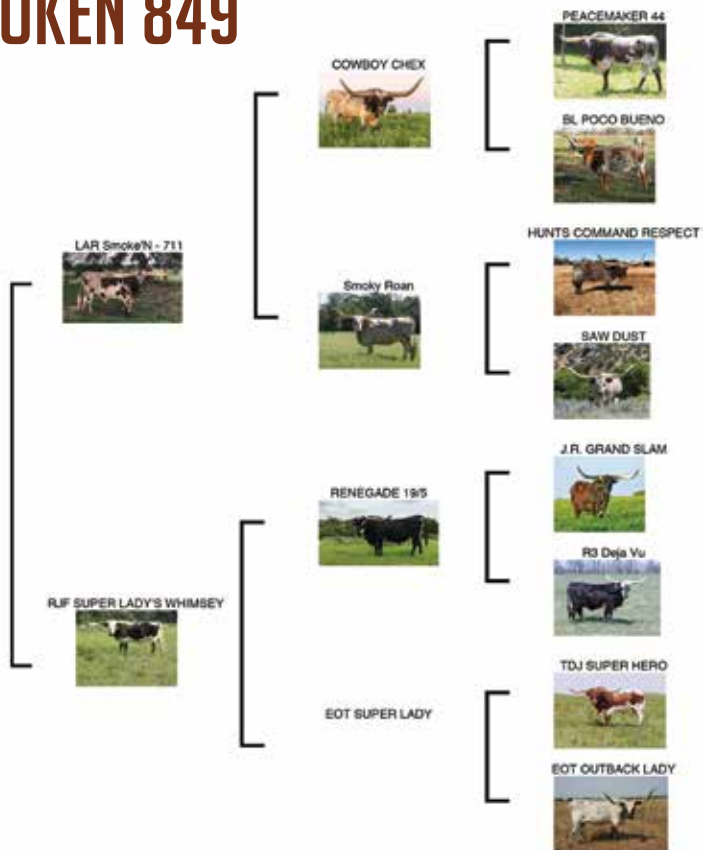 OKEN 849
PEACEMAKER 44
COWBOY CHEX
BL POCO BUENO
HUNTS COMMAND RESPECT
LAR Smoke'N - 711
Smoky Roan
SAW DUST
J.R. GRAND SLAM
RENEGADE 19/5
R3 Deja Vu
RJF SUPER LADY'S WHIMSEY
TDJ SUPER HERO
EOT SUPER LADY
EOT OUTBACK LADY